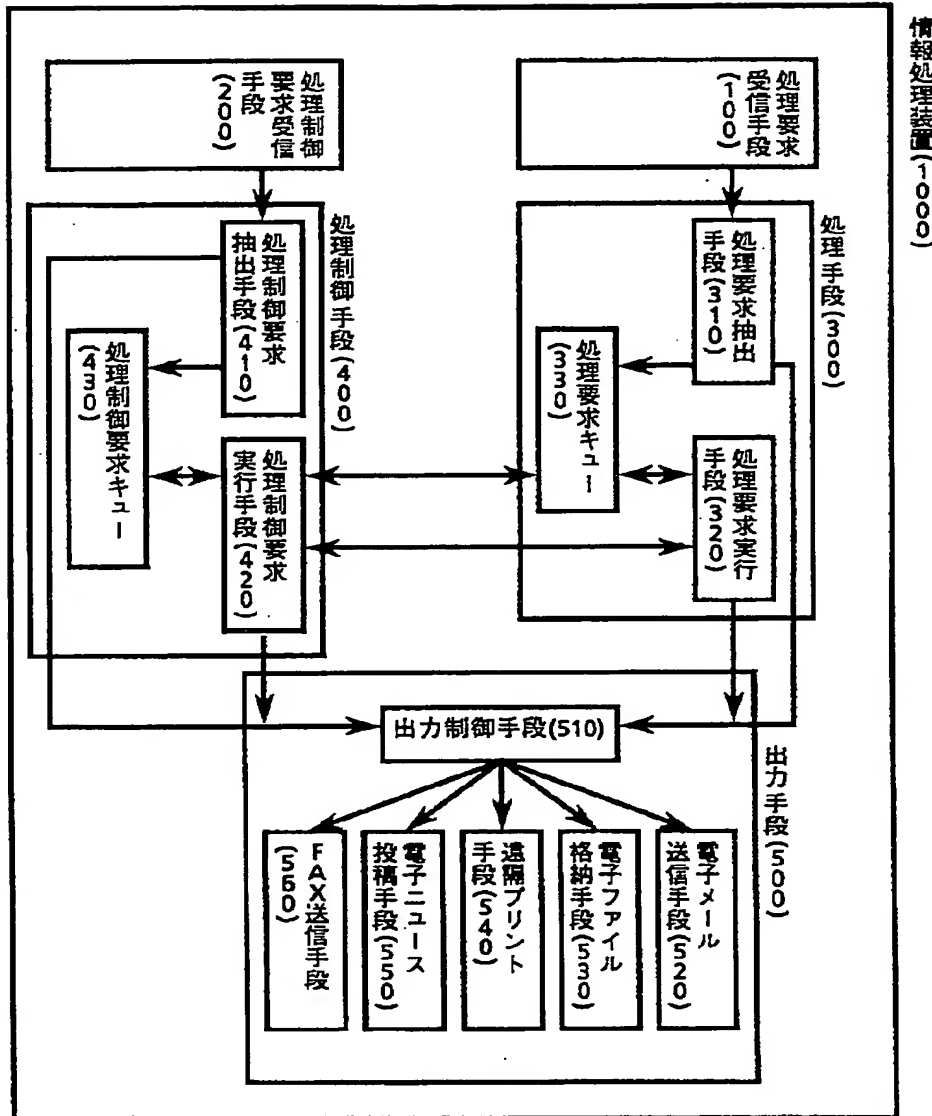 情報処理装置(1000)
処理要求
受信手段
(100)
処理手段(300)
処理要求抽出
手段(310)
処理要求キュー
(330)
処理要求実行
手段(320)
処理制御
要求受信
手段
(200)
処理制御手段(400)
処理制御要求
抽出手段(410)
処理制御要求キュー
(430)
処理制御要求
実行手段(420)
出力手段(500)
出力制御手段(510)
電子メール
送信手段(520)
電子ファイル
格納手段(530)
遠隔プリント
手段(540)
電子ニュース
投稿手段(550)
FAX送信手段
(560)